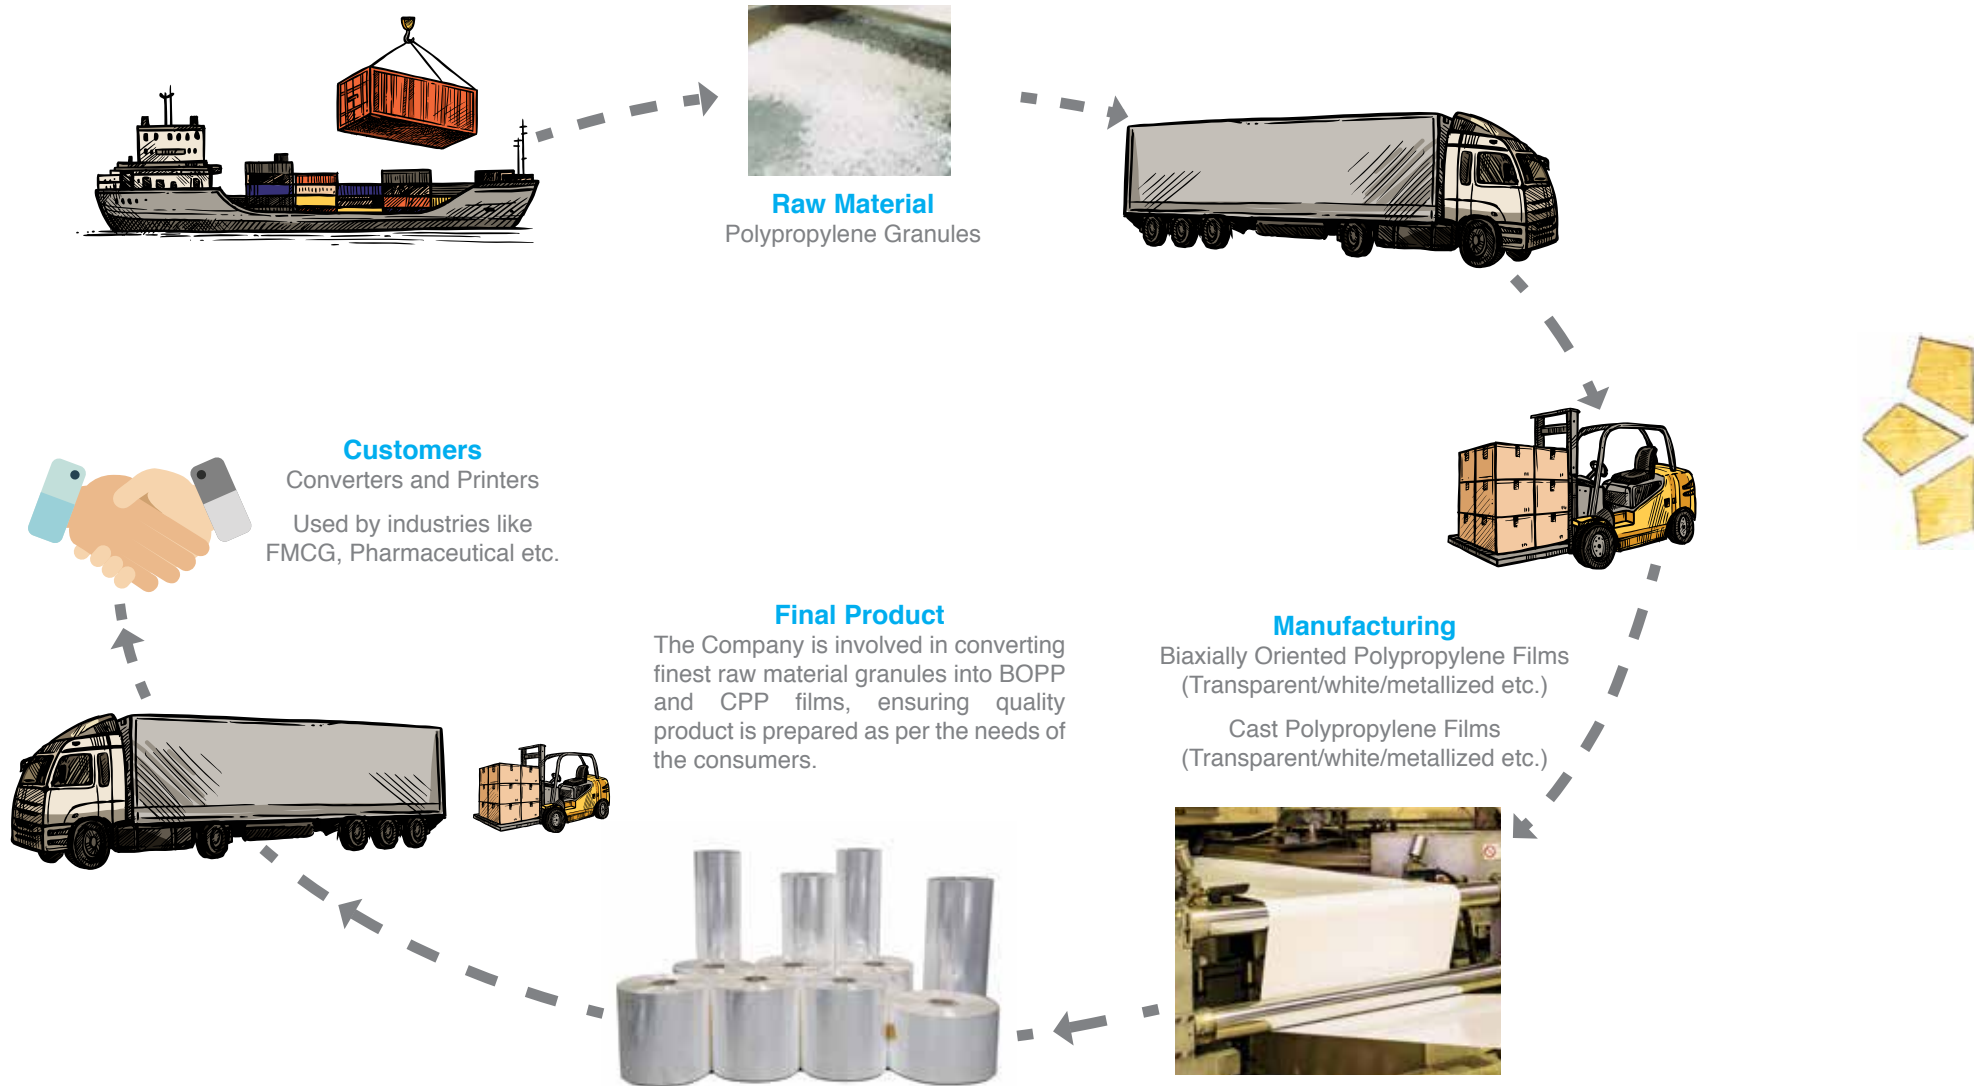 Raw Material
Polypropylene Granules
Customers
Converters and Printers
Used by industries like
FMCG, Pharmaceutical etc.
Final Product
The Company is involved in converting
finest raw material granules into BOPP
and CPP films, ensuring quality
product is prepared as per the needs of
the consumers.
Manufacturing
Biaxially Oriented Polypropylene Films
(Transparent/white/metallized etc.)
Cast Polypropylene Films
(Transparent/white/metallized etc.)